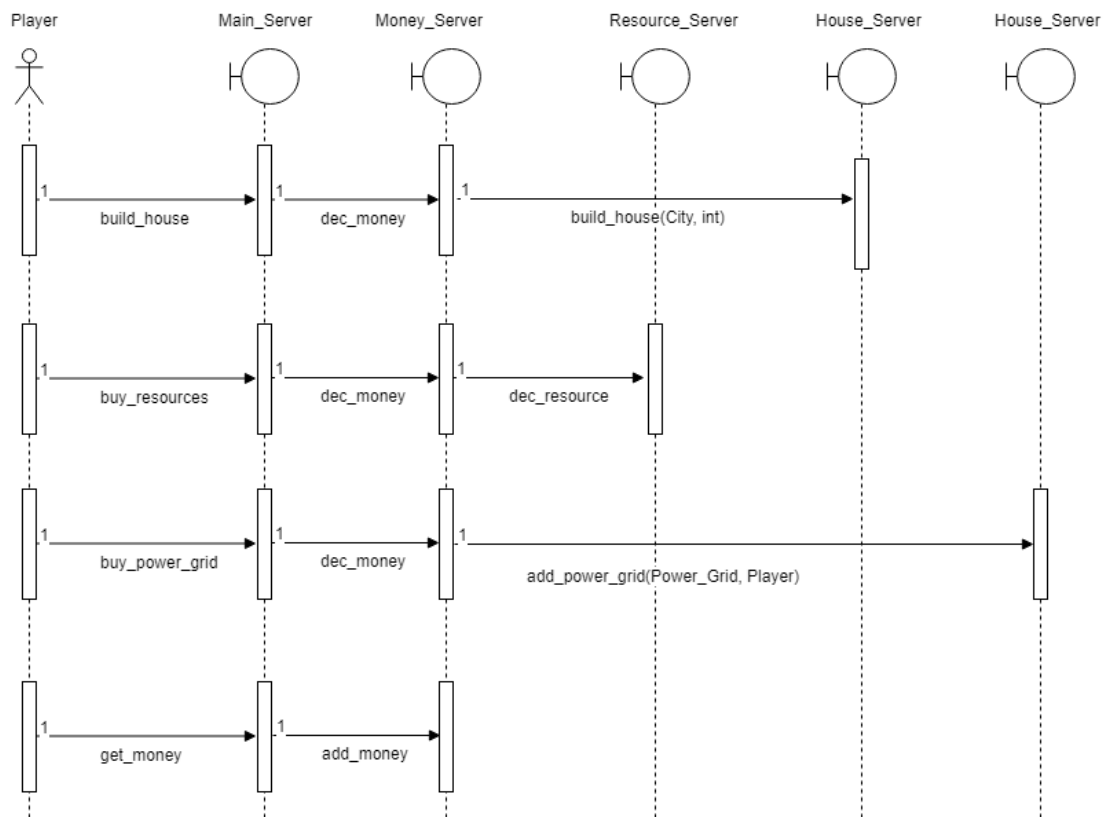 Player Main_Server Money_Server Resource_Server House_Server House_Server
1 1 1
build_house dec_money build_house(City, int)
1 1 1
buy_resources dec_money dec_resource
1 1 1
buy_power_grid dec_money add_power_grid(Power_Grid, Player)
1 1
get_money add_money